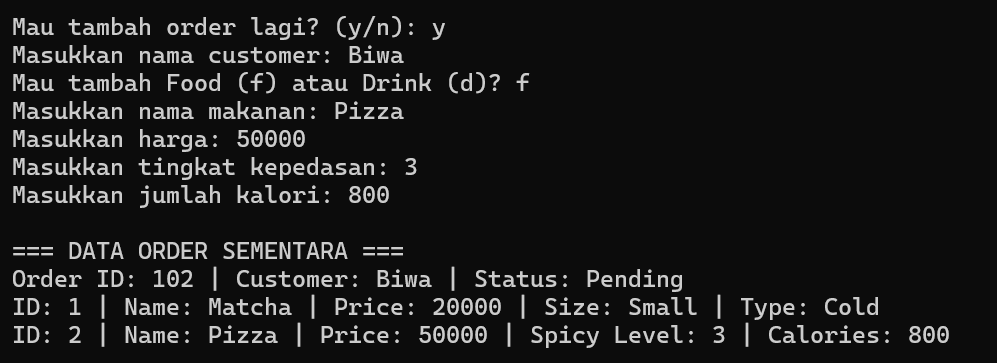 Mau tambah order lagi? (y/n): y
Masukkan nama customer: Biwa
Mau tambah Food (f) atau Drink (d)? f
Masukkan nama makanan: Pizza
Masukkan harga: 50000
Masukkan tingkat kepedasan: 3
Masukkan jumlah kalori: 800

=== DATA ORDER SEMENTARA ===
Order ID: 102 | Customer: Biwa | Status: Pending
ID: 1 | Name: Matcha | Price: 20000 | Size: Small | Type: Cold
ID: 2 | Name: Pizza | Price: 50000 | Spicy Level: 3 | Calories: 800